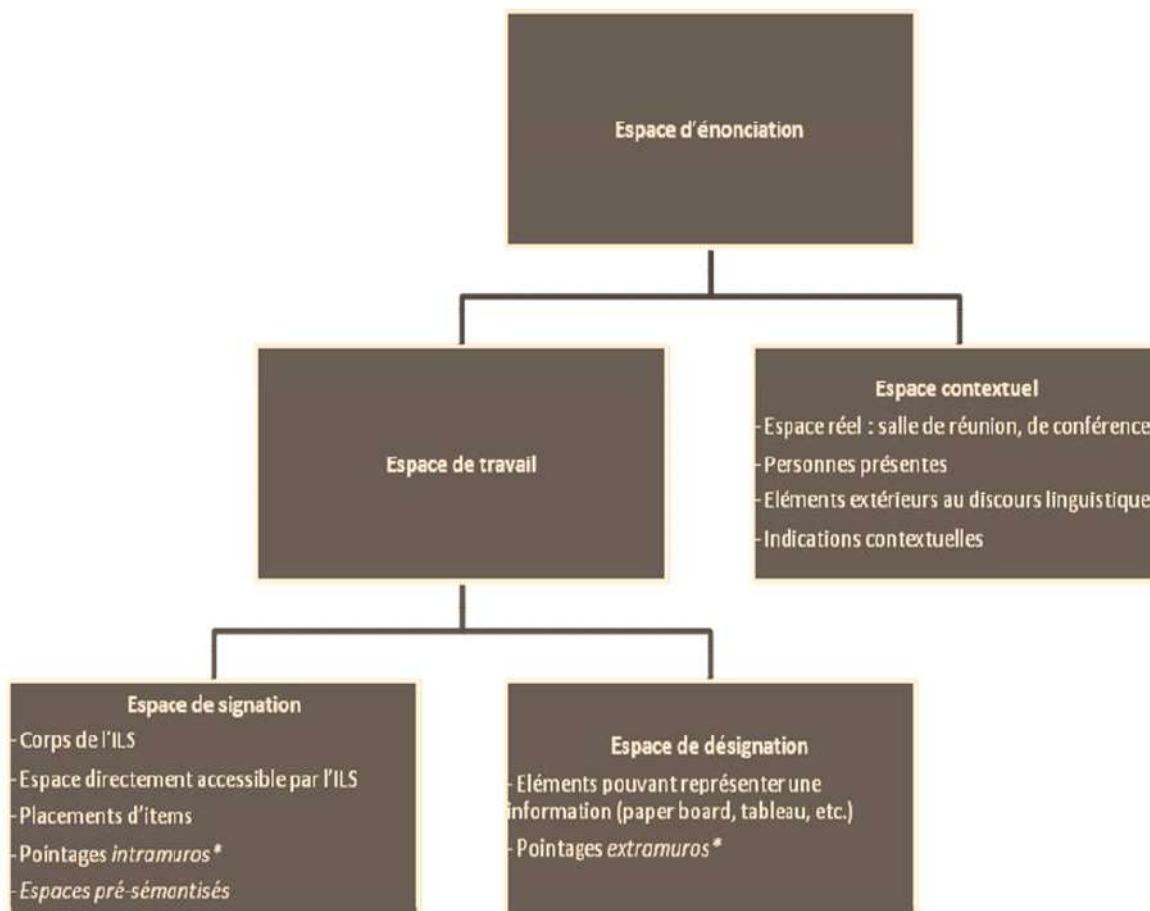 Espace d'énonciation
Espace de travail
Espace contextuel
- Espace réel : salle de réunion, de conférence
- Personnes présentes
- Eléments extérieurs au discours linguistique
- Indications contextuelles
Espace de signation
- Corps de l'ILS
- Espace directement accessible par l'ILS
- Placements d'items
- Pointages intramuros*
- Espaces pré-sémantisés
Espace de désignation
- Eléments pouvant représenter une
information (paper board, tableau, etc.)
- Pointages extramuros*